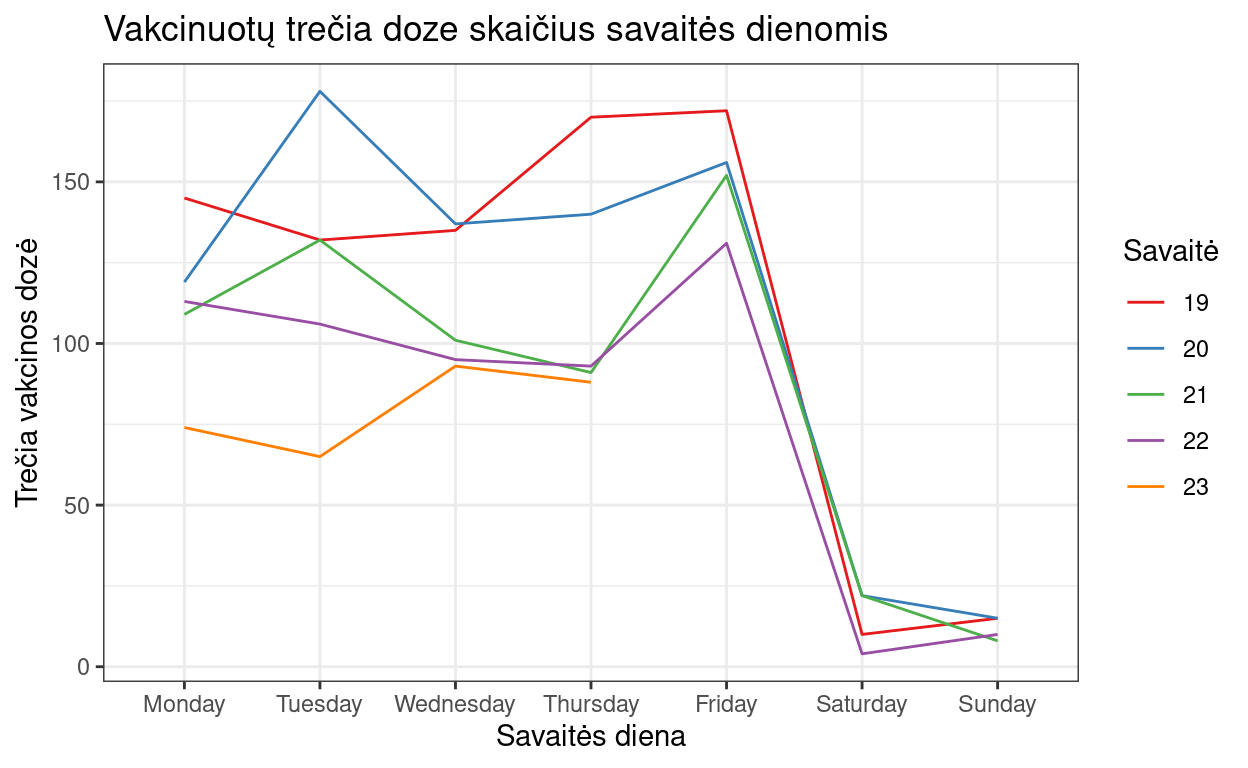 Vakcinuotų trečia doze skaičius savaitės dienomis
Trečia vakcinos dozė
150
100
50
0
Monday Tuesday Wednesday Thursday Friday Saturday Sunday
Savaitės diena
Savaitė
19
20
21
22
23